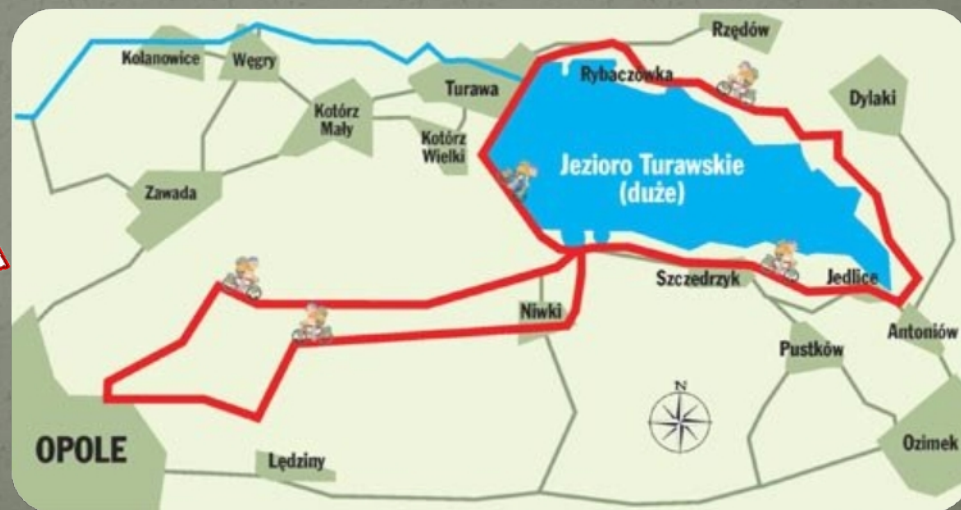 Rzędów
Kolanowice
Węgry
Rybaczówka
Turawa
Dylaki
Kotórz
Mały
Kotórz
Wielki
Jezioro Turawskie
(duże)
Zawada
Szczedrzyk
Jedlice
Niwki
Antoniów
Pustków
N
OPOLE
Lędziny
Ozimek